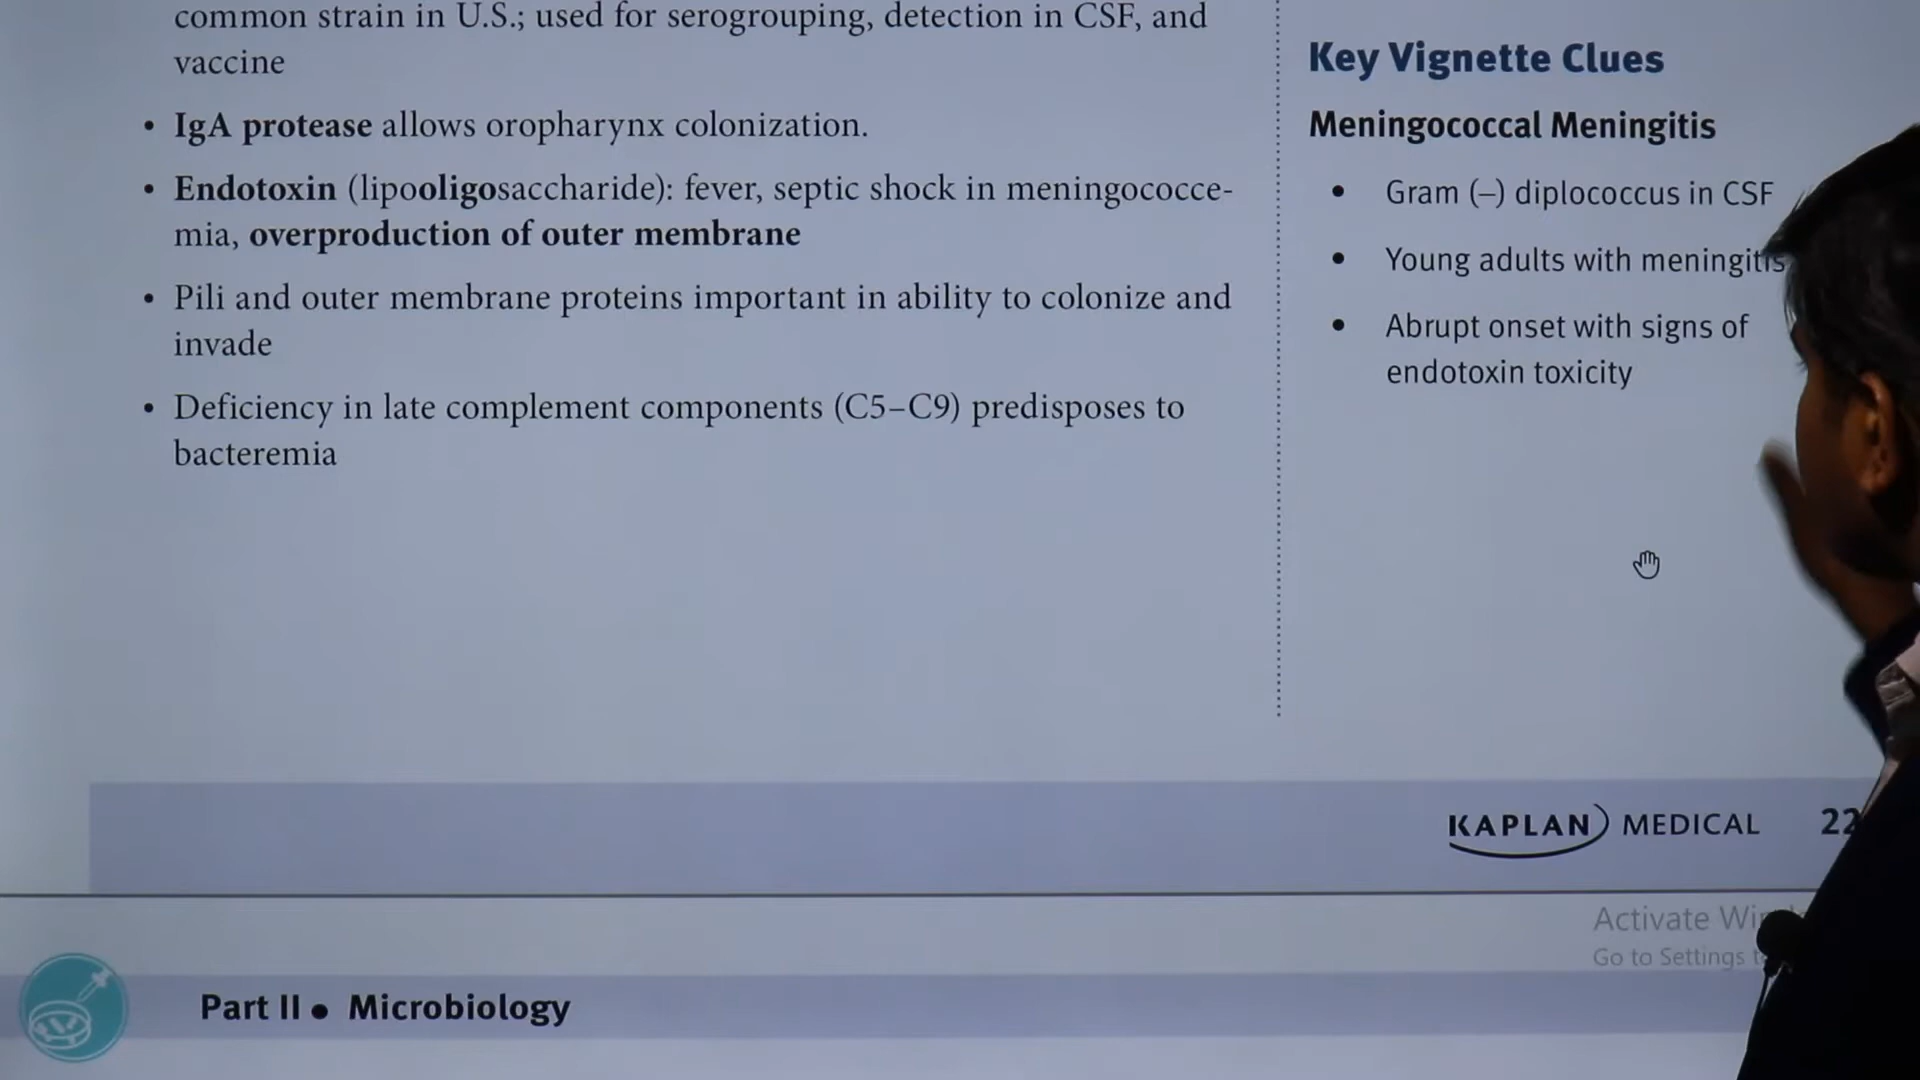 common strain in U.S.; used for serogrouping, detection in CSF, and
vaccine
• IgA protease allows oropharynx colonization.
• Endotoxin (lipooligosaccharide): fever, septic shock in meningococce-
mia, overproduction of outer membrane
• Pili and outer membrane proteins important in ability to colonize and
invade
• Deficiency in late complement components (C5–C9) predisposes to
bacteremia
Key Vignette Clues
Meningococcal Meningitis
• Gram (–) diplococcus in CSF
• Young adults with meningitis
• Abrupt onset with signs of
endotoxin toxicity
KAPLAN MEDICAL
Activate
Go to Settings
Part II • Microbiology